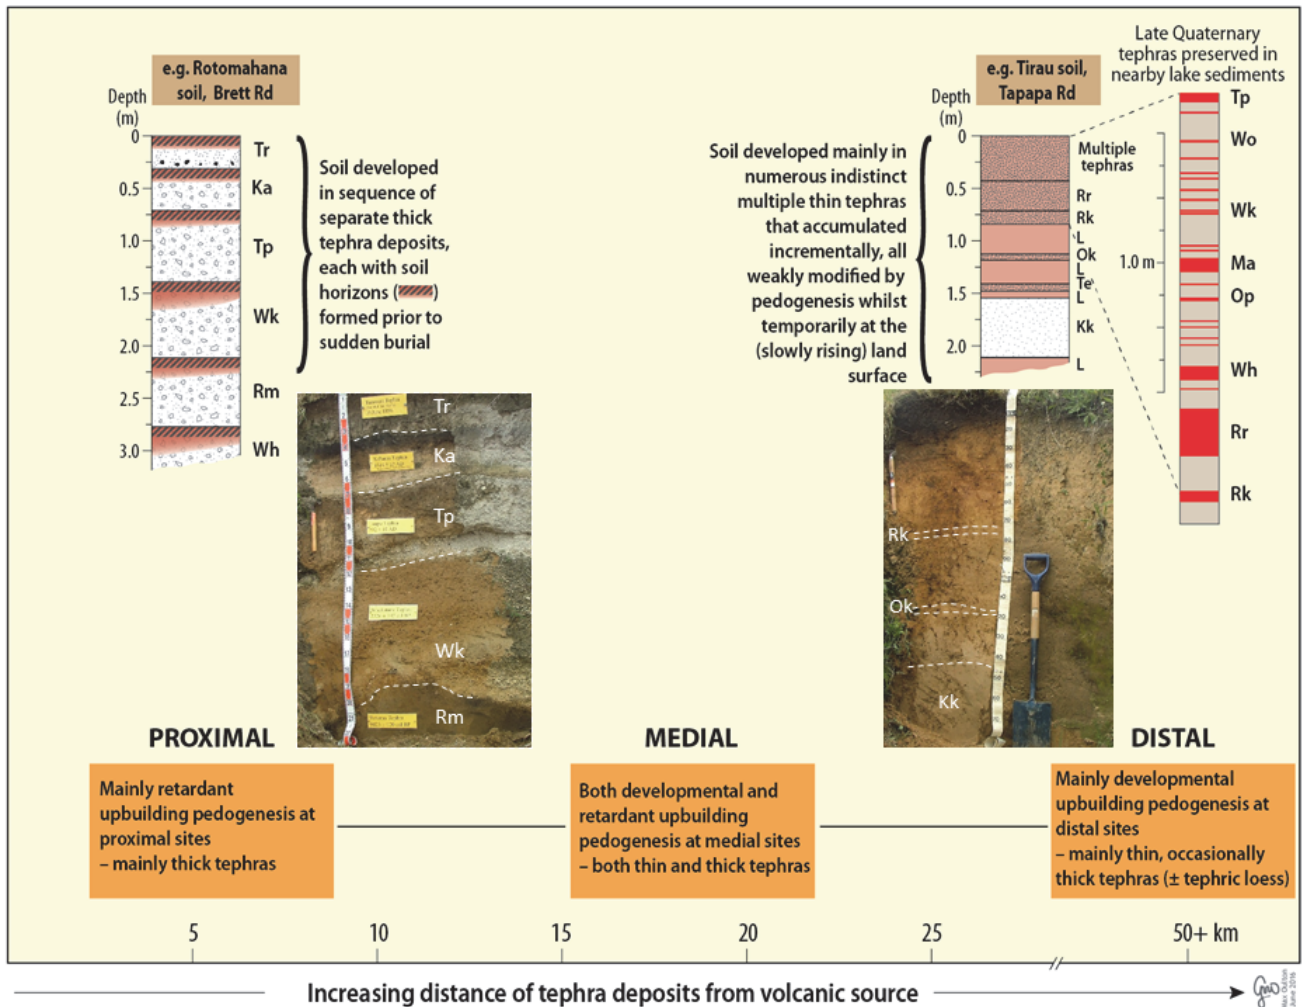 Late Quaternary
tephras preserved in
nearby lake sediments
e.g. Rotomahana
soil, Brett Rd
e.g. Tirau soil,
Tapapa Rd
Depth
(m)
0
0.5
1.0
1.5
2.0
2.5
3.0
Tr
Ka
Tp
Wk
Rm
Wh
Soil developed
in sequence of
separate thick
tephra deposits,
each with soil
horizons ( )
formed prior to
sudden burial
Soil developed mainly in
numerous indistinct
multiple thin tephras
that accumulated
incrementally, all
weakly modified by
pedogenesis whilst
temporarily at the
(slowly rising) land
surface
Depth
(m)
0
0.5
1.0
1.5
2.0
Multiple
tephras
Rr
Rk
L
Ok
L
Te
L
Kk
L
1.0 m
Tp
Wo
Wk
Ma
Op
Wh
Rr
Rk
Tr
Ka
Tp
Wk
Rm
Rk
Ok
Kk
PROXIMAL
MEDIAL
DISTAL
Mainly retardant
upbuilding pedogenesis at
proximal sites
– mainly thick tephras
Both developmental and
retardant upbuilding
pedogenesis at medial sites
– both thin and thick tephras
Mainly developmental
upbuilding pedogenesis at
distal sites
– mainly thin, occasionally
thick tephras (± tephric loess)
5
10
15
20
25
50+ km
Increasing distance of tephra deposits from volcanic source
Max Oulton
June 2016